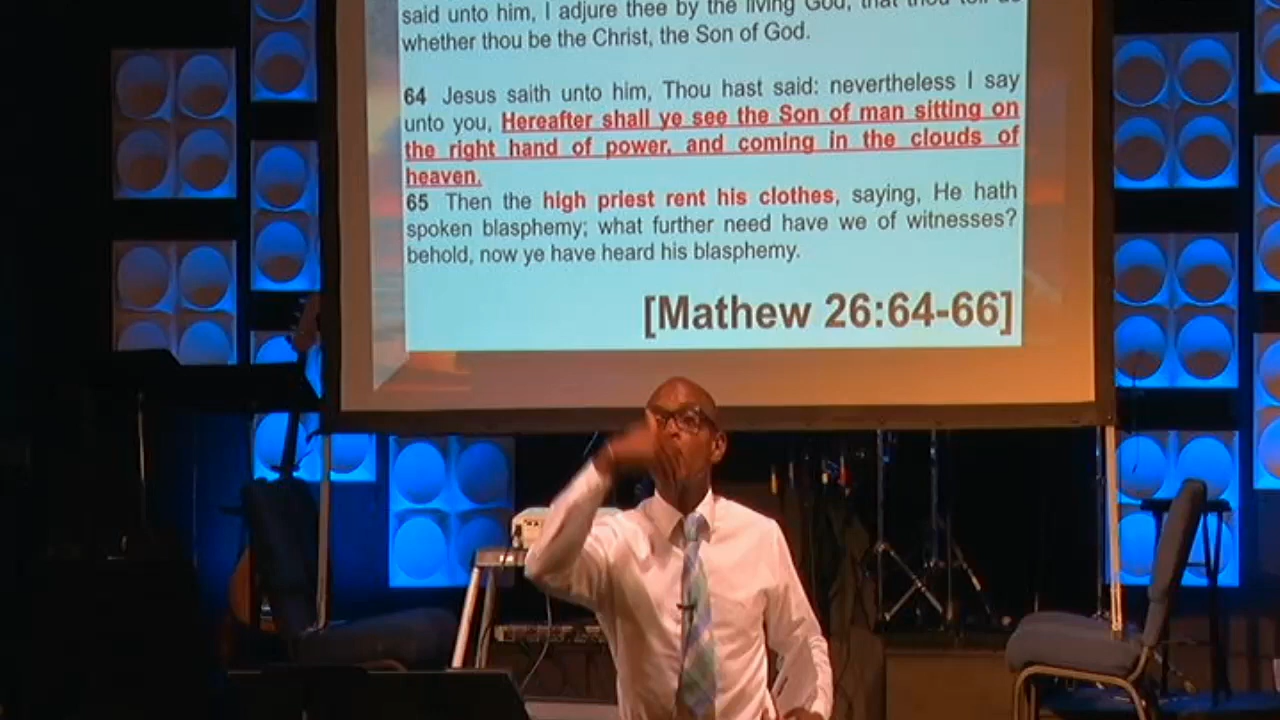 said unto him, I adjure thee by the living God, that thou tell us
whether thou be the Christ, the Son of God.
64 Jesus saith unto him, Thou hast said: nevertheless I say
unto you, Hereafter shall ye see the Son of man sitting on
the right hand of power, and coming in the clouds of
heaven.
65 Then the high priest rent his clothes, saying, He hath
spoken blasphemy; what further need have we of witnesses?
behold, now ye have heard his blasphemy.
[Mathew 26:64-66]